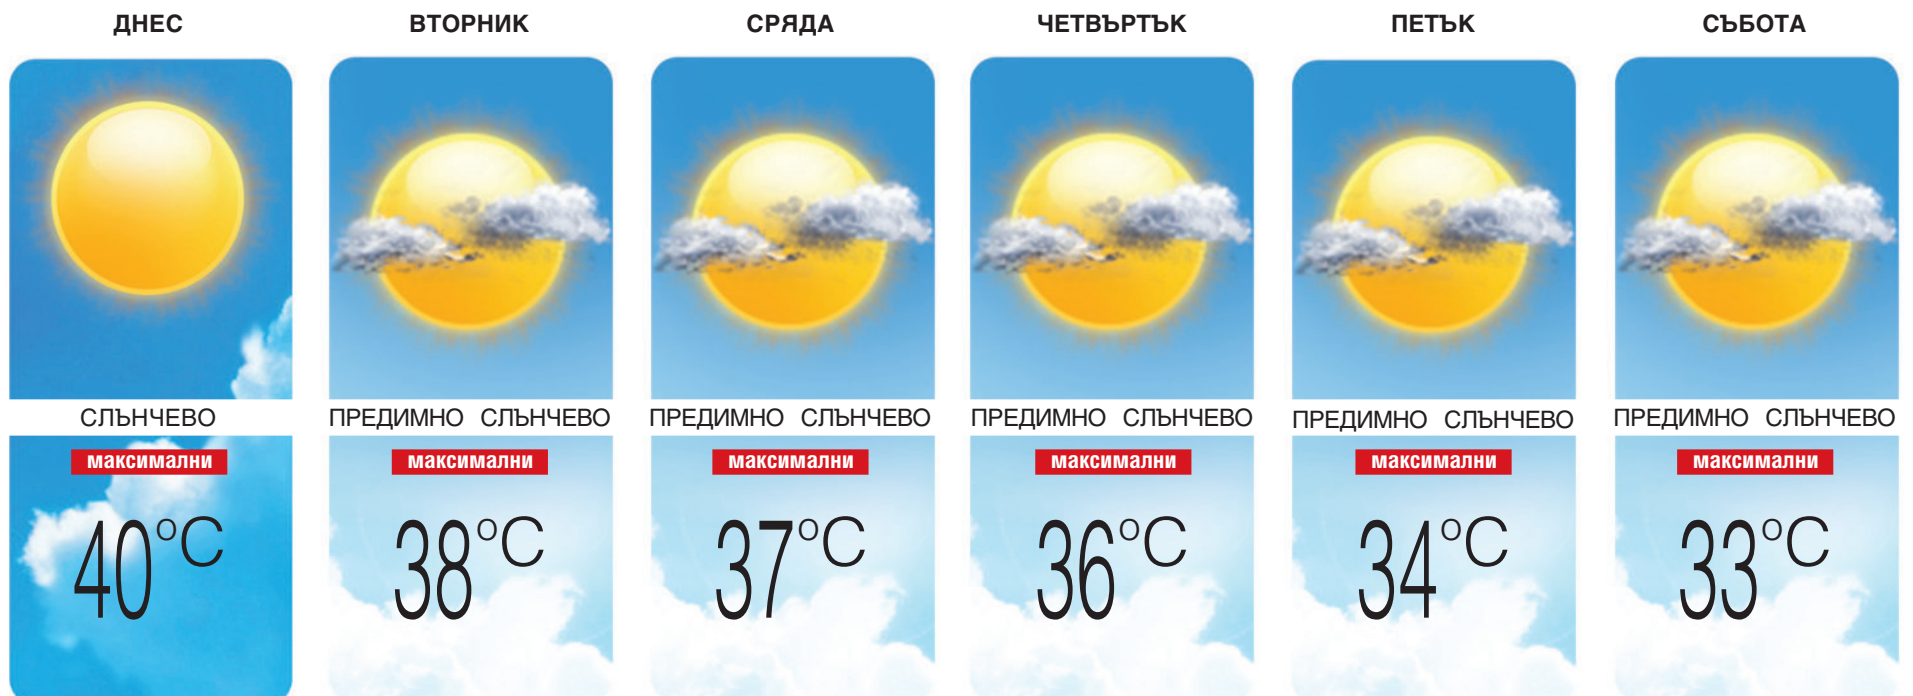 ДНЕС ВТОРНИК СРЯДА ЧЕТВЪРТЪК ПЕТЪК СЪБОТА
СЛЪНЧЕВО ПРЕДИМНО СЛЪНЧЕВО ПРЕДИМНО СЛЪНЧЕВО ПРЕДИМНО СЛЪНЧЕВО ПРЕДИМНО СЛЪНЧЕВО ПРЕДИМНО СЛЪНЧЕВО
максимални максимални максимални максимални максимални максимални
40°C 38°C 37°C 36°C 34°C 33°C